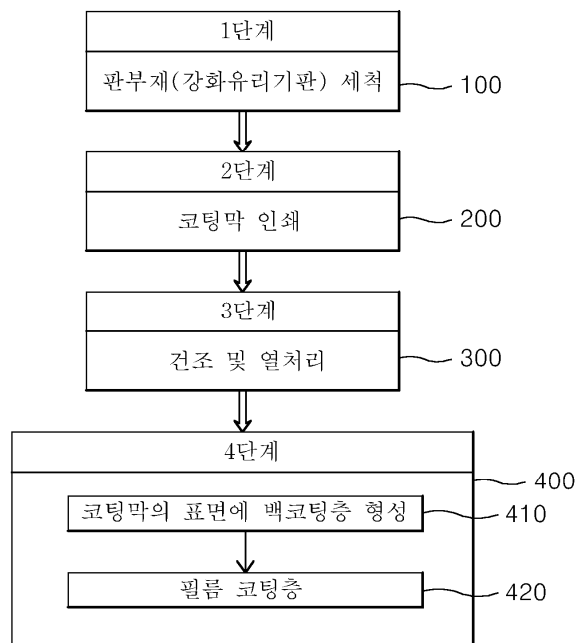 1단계
판부재(강화유리기판) 세척
100
2단계
코팅막 인쇄
200
3단계
건조 및 열처리
300
4단계
400
코팅막의 표면에 백코팅층 형성
410
필름 코팅층
420